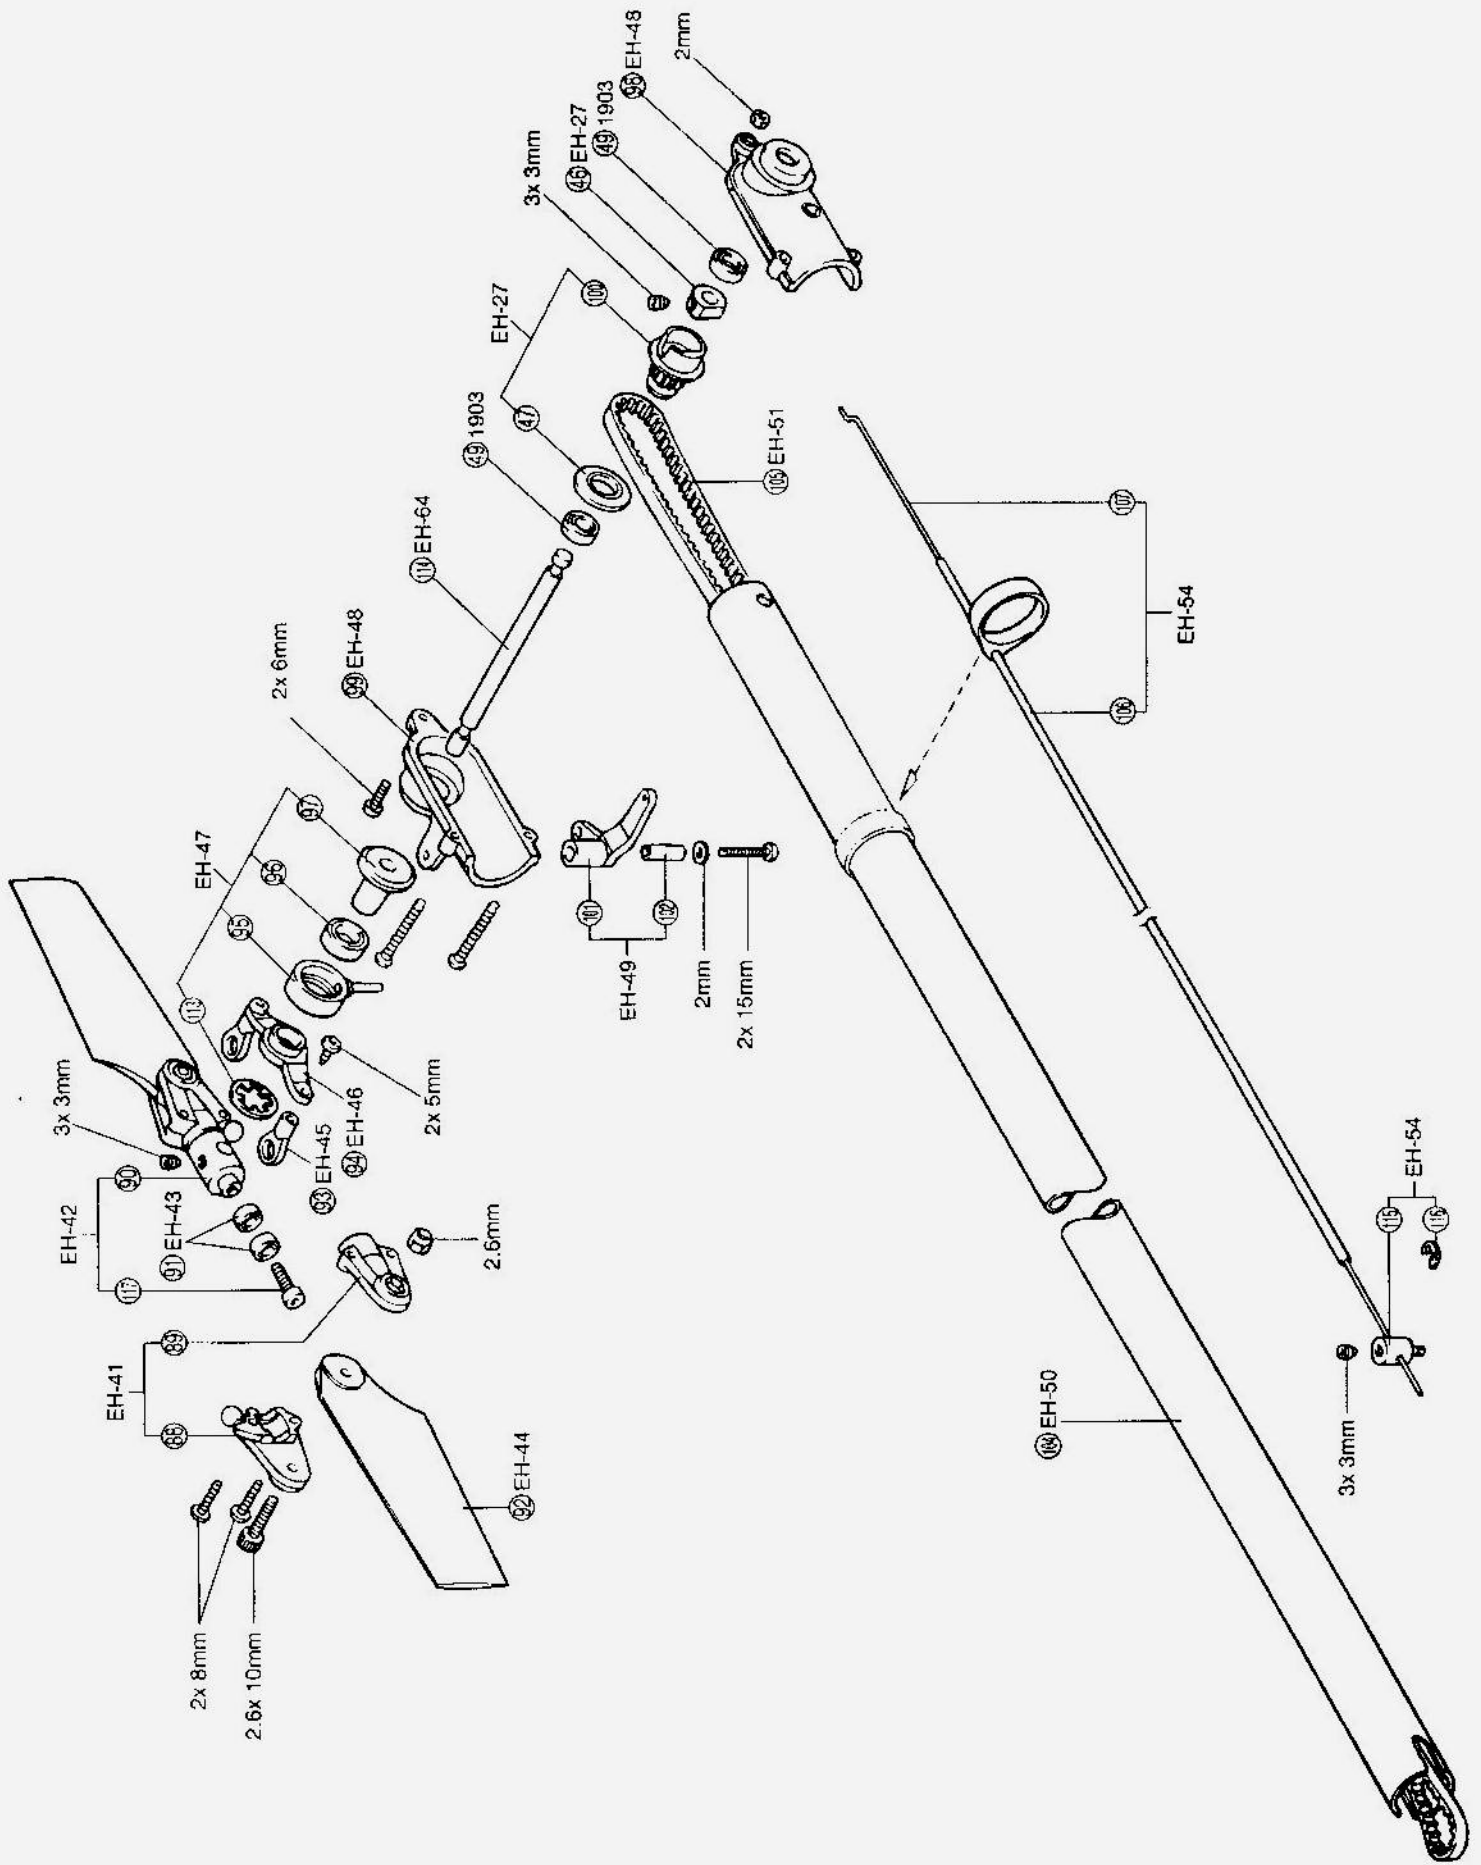 2x 8mm
2.6x 10mm
EH-41
88
89
92 EH-44
EH-42
117
90
91 EH-43
3x 3mm
2.6mm
93 EH-45
94 EH-46
2x 5mm
EH-47
113
95
96
97
2x 6mm
99 EH-48
EH-49
101
102
2mm
2x 15mm
114 EH-64
49 1903
EH-27
47
100
3x 3mm
46 EH-27
49 1903
98 EH-48
2mm
105 EH-51
107
106
EH-54
104 EH-50
3x 3mm
115
116
EH-54